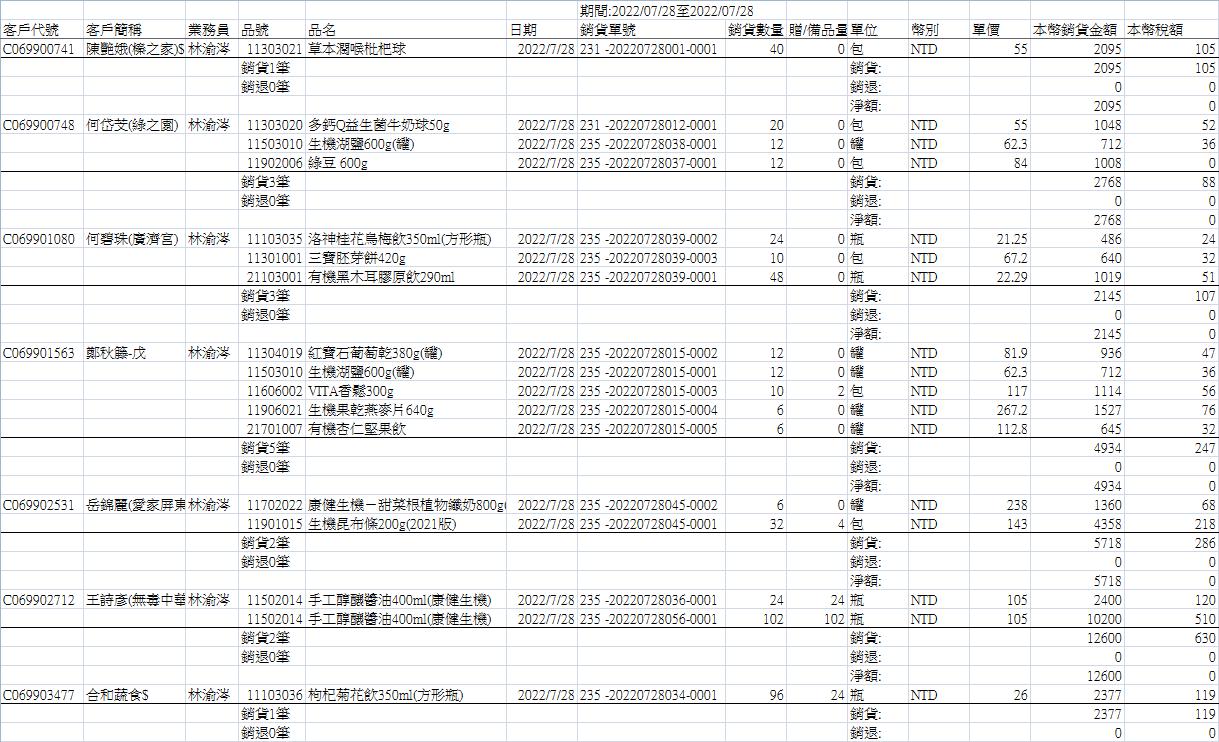 期間:2022/07/28至2022/07/28
客戶代號 客戶簡稱 業務員 品號 品名 日期 銷貨單號 銷貨數量 贈/備品量 單位 幣別 單價 本幣銷貨金額 本幣稅額
C069900741 陳艷娥(樑之家)$ 林渝涔 11303021 草本潤喉枇杷球 2022/7/28 231 -20220728001-0001 40 0 包 NTD 55 2095 105
銷貨1筆 銷貨: 2095 105
銷退0筆 銷退: 0 0
淨額: 2095 0
C069900748 何岱芠(綠之園) 林渝涔 11303020 多鈣Q益生菌牛奶球50g 2022/7/28 231 -20220728012-0001 20 0 包 NTD 55 1048 52
11503010 生機湖鹽600g(罐) 2022/7/28 235 -20220728038-0001 12 0 罐 NTD 62.3 712 36
11902006 綠豆 600g 2022/7/28 235 -20220728037-0001 12 0 包 NTD 84 1008 0
銷貨3筆 銷貨: 2768 88
銷退0筆 銷退: 0 0
淨額: 2768 0
C069901080 何碧珠(廣濟宮) 林渝涔 11103035 洛神桂花烏梅飲350ml(方形瓶) 2022/7/28 235 -20220728039-0002 24 0 瓶 NTD 21.25 486 24
11301001 三寶胚芽餅420g 2022/7/28 235 -20220728039-0003 10 0 包 NTD 67.2 640 32
21103001 有機黑木耳膠原飲290ml 2022/7/28 235 -20220728039-0001 48 0 瓶 NTD 22.29 1019 51
銷貨3筆 銷貨: 2145 107
銷退0筆 銷退: 0 0
淨額: 2145 0
C069901563 鄭秋籐-戊 林渝涔 11304019 紅寶石葡萄乾380g(罐) 2022/7/28 235 -20220728015-0002 12 0 罐 NTD 81.9 936 47
11503010 生機湖鹽600g(罐) 2022/7/28 235 -20220728015-0001 12 0 罐 NTD 62.3 712 36
11606002 VITA香鬆300g 2022/7/28 235 -20220728015-0003 10 2 包 NTD 117 1114 56
11906021 生機果乾燕麥片640g 2022/7/28 235 -20220728015-0004 6 0 罐 NTD 267.2 1527 76
21701007 有機杏仁堅果飲 2022/7/28 235 -20220728015-0005 6 0 罐 NTD 112.8 645 32
銷貨5筆 銷貨: 4934 247
銷退0筆 銷退: 0 0
淨額: 4934 0
C069902531 岳錦麗(愛家屏東 林渝涔 11702022 康健生機－甜菜根植物纖奶800g( 2022/7/28 235 -20220728045-0002 6 0 罐 NTD 238 1360 68
11901015 生機昆布條200g(2021版) 2022/7/28 235 -20220728045-0001 32 4 包 NTD 143 4358 218
銷貨2筆 銷貨: 5718 286
銷退0筆 銷退: 0 0
淨額: 5718 0
C069902712 王詩彥(無毒中華 林渝涔 11502014 手工醇釀醬油400ml(康健生機) 2022/7/28 235 -20220728036-0001 24 24 瓶 NTD 105 2400 120
11502014 手工醇釀醬油400ml(康健生機) 2022/7/28 235 -20220728056-0001 102 102 瓶 NTD 105 10200 510
銷貨2筆 銷貨: 12600 630
銷退0筆 銷退: 0 0
淨額: 12600 0
C069903477 合和蔬食$ 林渝涔 11103036 枸杞菊花飲350ml(方形瓶) 2022/7/28 235 -20220728034-0001 96 24 瓶 NTD 26 2377 119
銷貨1筆 銷貨: 2377 119
銷退0筆 銷退: 0 0